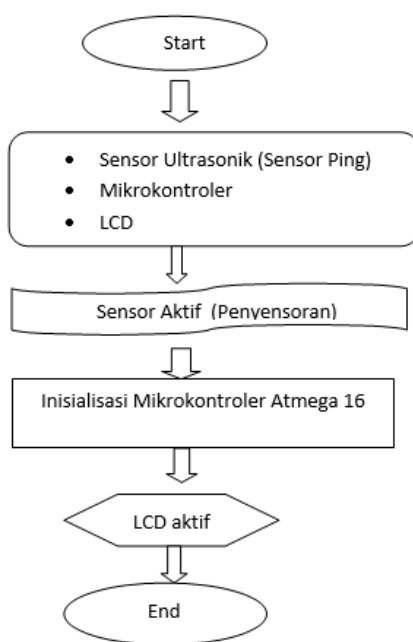 Start
• Sensor Ultrasonik (Sensor Ping)
• Mikrokontroler
• LCD
Sensor Aktif (Penyensoran)
Inisialisasi Mikrokontroler Atmega 16
LCD aktif
End